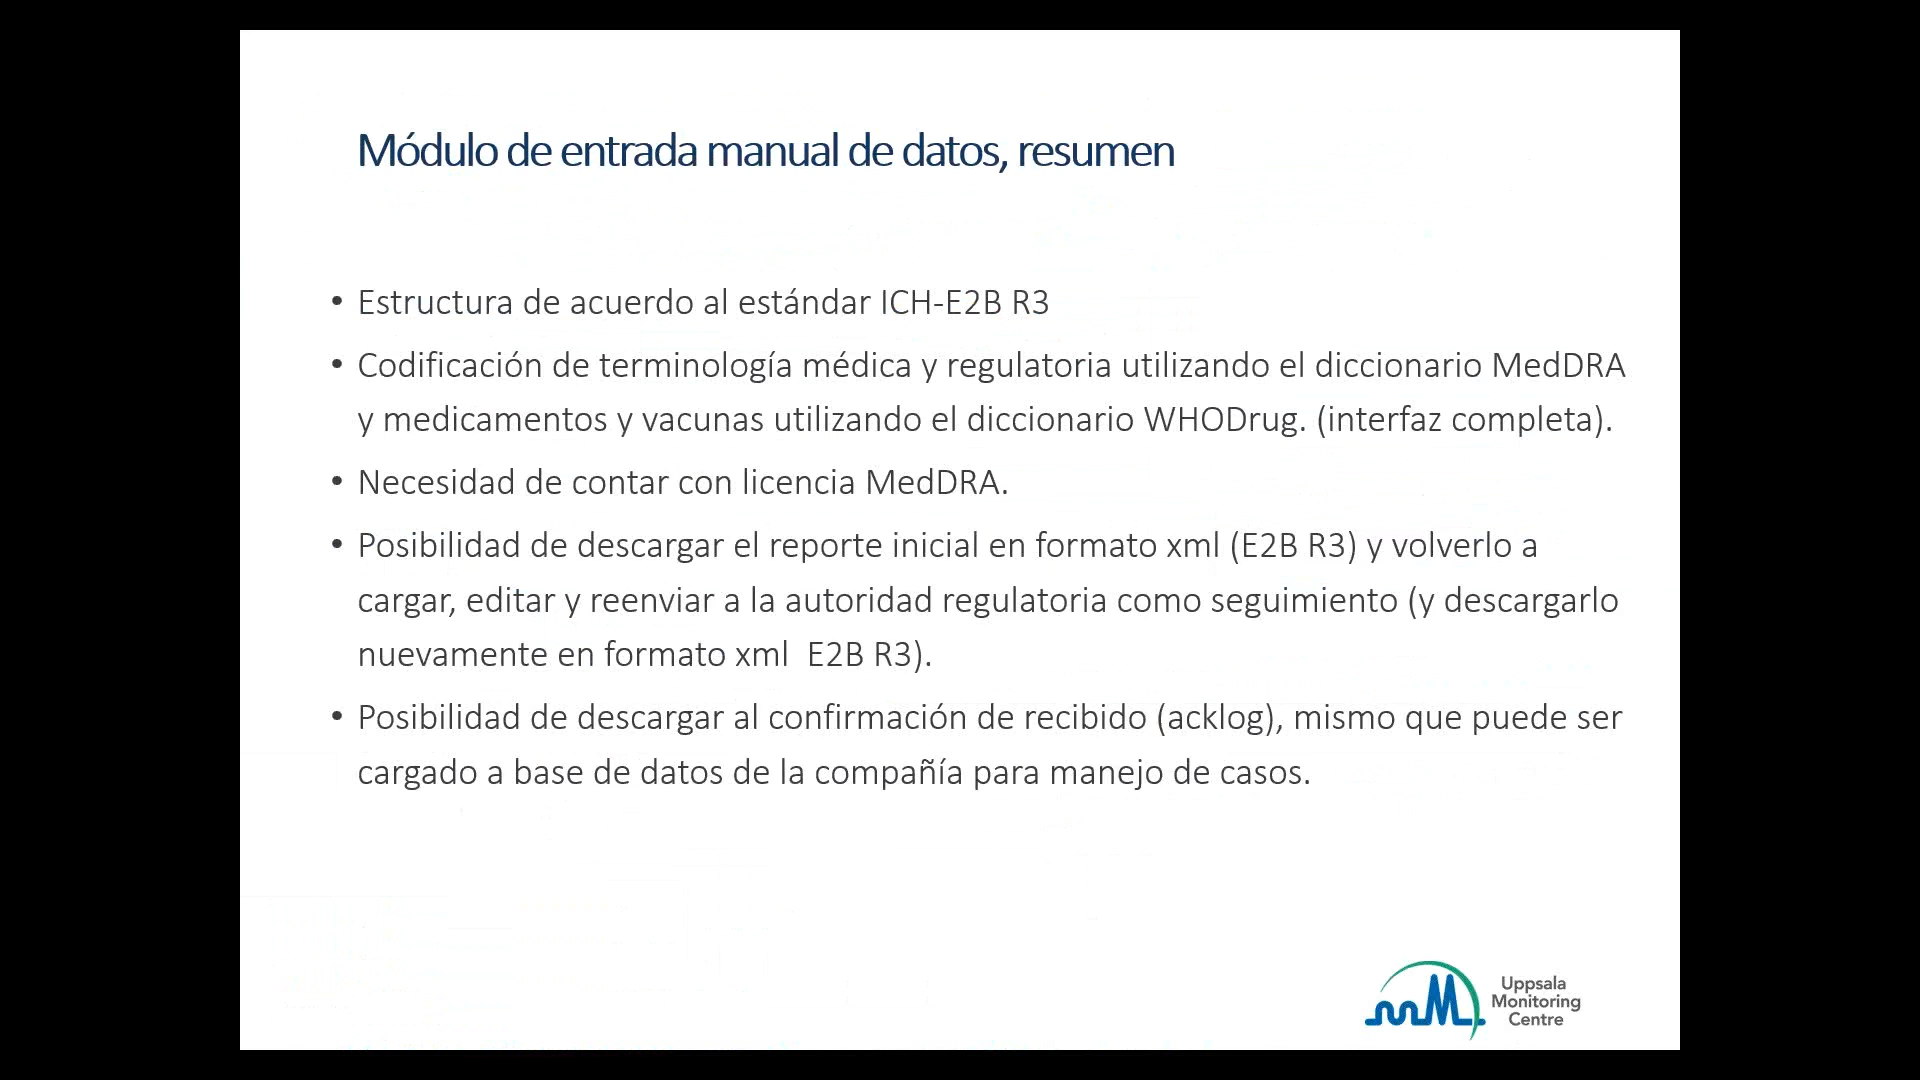 Módulo de entrada manual de datos, resumen
• Estructura de acuerdo al estándar ICH-E2B R3
• Codificación de terminología médica y regulatoria utilizando el diccionario MedDRA
y medicamentos y vacunas utilizando el diccionario WHODrug. (interfaz completa).
• Necesidad de contar con licencia MedDRA.
• Posibilidad de descargar el reporte inicial en formato xml (E2B R3) y volverlo a
cargar, editar y reenviar a la autoridad regulatoria como seguimiento (y descargarlo
nuevamente en formato xml  E2B R3).
• Posibilidad de descargar al confirmación de recibido (acklog), mismo que puede ser
cargado a base de datos de la compañía para manejo de casos.
Uppsala
Monitoring
Centre